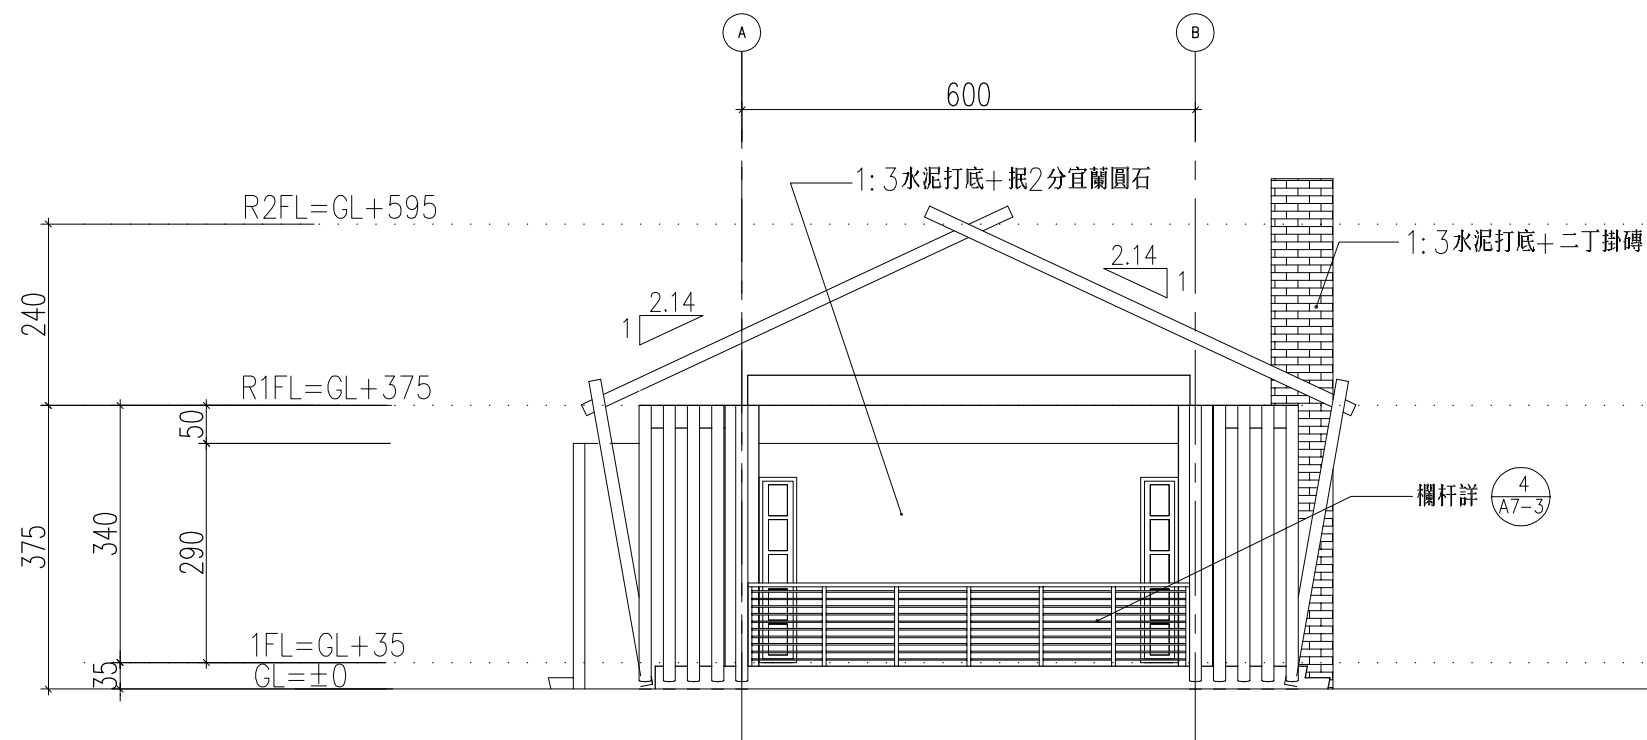 A
B
600
1:3水泥打底+抿2分宜蘭圓石
R2FL=GL+595
1:3水泥打底+二丁掛磚
2.14
1
2.14
1
240
R1FL=GL+375
50
375
340
290
欄杆詳
4
A7-3
1FL=GL+35
35
GL=±0